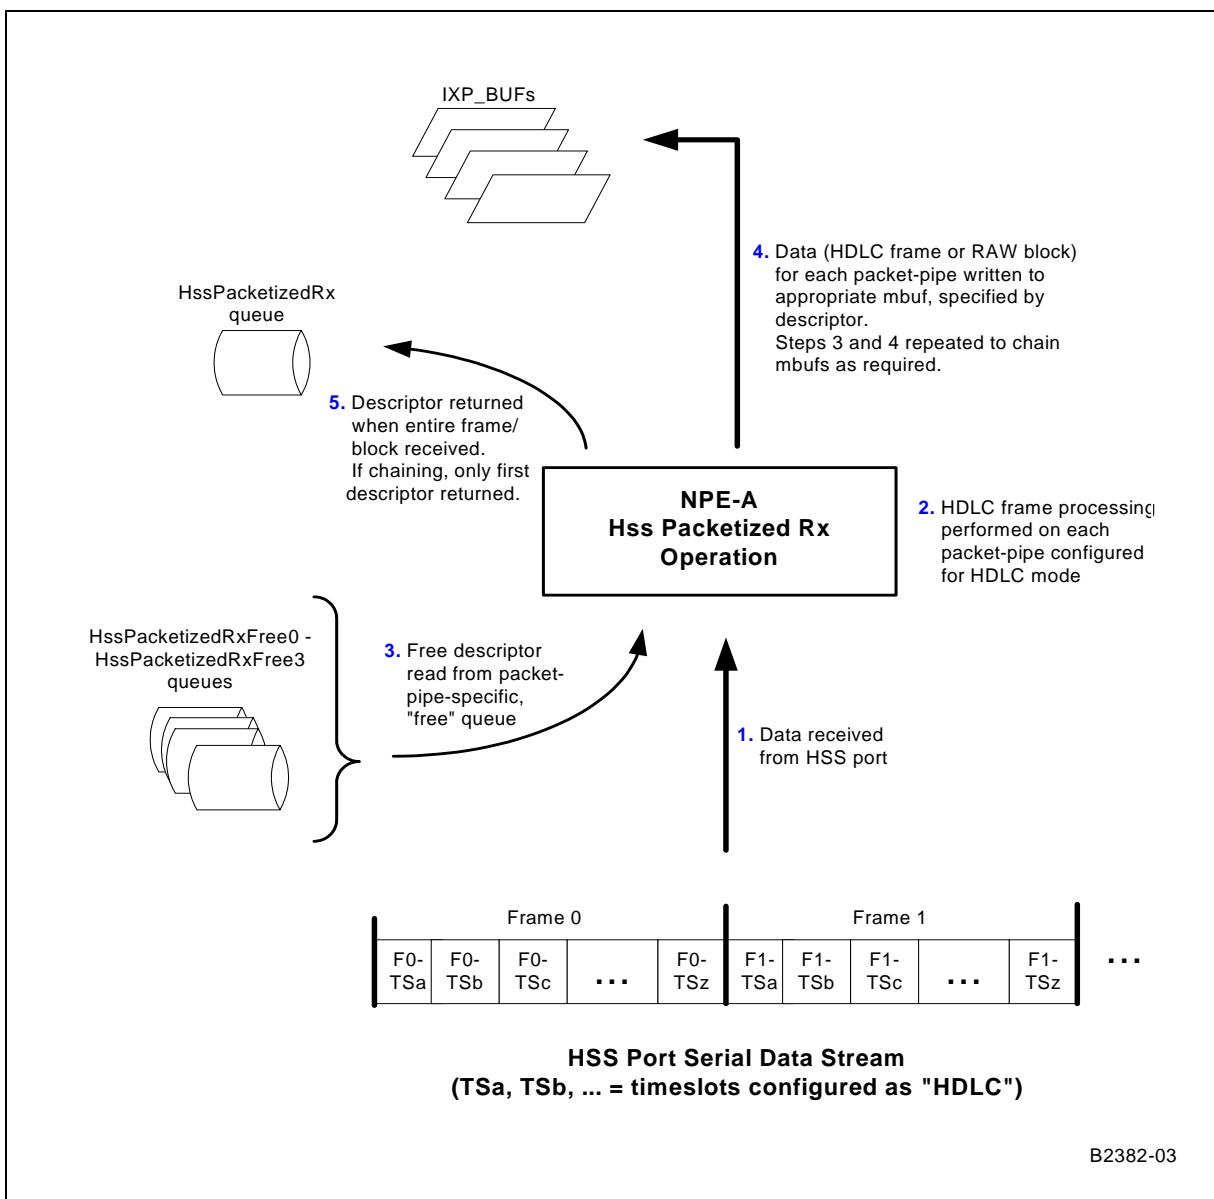 IXP_BUFs
4. Data (HDLC frame or RAW block)
for each packet-pipe written to
appropriate mbuf, specified by
descriptor.
Steps 3 and 4 repeated to chain
mbufs as required.
HssPacketizedRx
queue
5. Descriptor returned
when entire frame/
block received.
If chaining, only first
descriptor returned.
NPE-A
Hss Packetized Rx
Operation
2. HDLC frame processing
performed on each
packet-pipe configured
for HDLC mode
HssPacketizedRxFree0 -
HssPacketizedRxFree3
queues
3. Free descriptor
read from packet-
pipe-specific,
"free" queue
1. Data received
from HSS port
Frame 0
Frame 1
F0-
TSa
F0-
TSb
F0-
TSc
...
F0-
TSz
F1-
TSa
F1-
TSb
F1-
TSc
...
F1-
TSz
...
HSS Port Serial Data Stream
(TSa, TSb, ... = timeslots configured as "HDLC")
B2382-03